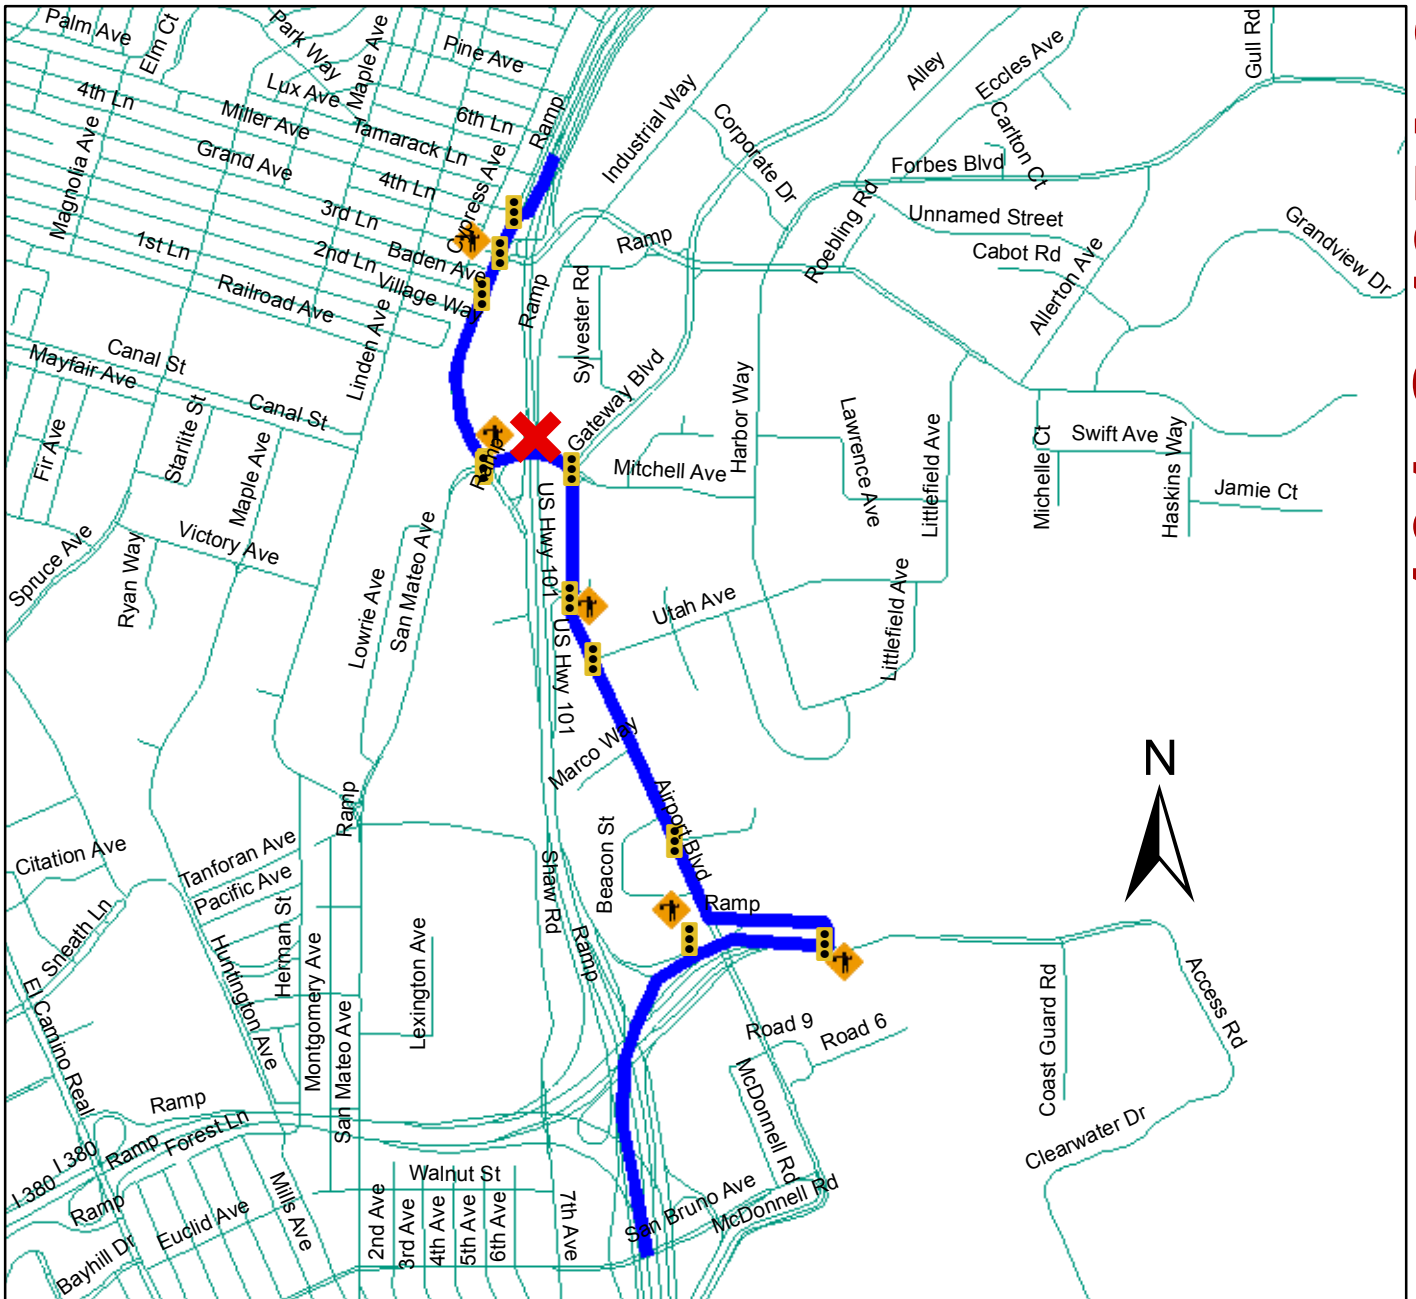 Palm Ave
Elm Ct
Park Way
Maple Ave
Pine Ave
Gull Rd
Alley
Eccles Ave
Lux Ave
4th Ln
Miller Ave
6th Ln
Ramp
Industrial Way
Corporate Dr
Carlton Ct
Tamarack Ln
Grand Ave
Magnolia Ave
4th Ln
Cypress Ave
Forbes Blvd
Roebling Rd
Unnamed Street
3rd Ln
1st Ln
2nd Ln
Baden Ave
Ramp
Cabot Rd
Grandview Dr
Allerton Ave
Railroad Ave
Village Way
Ramp
Sylvester Rd
Linden Ave
Canal St
Mayfair Ave
Canal St
Gateway Blvd
Harbor Way
Lawrence Ave
Littlefield Ave
Michelle Ct
Swift Ave
Haskins Way
Jamie Ct
Fir Ave
Starlite St
Maple Ave
Ramp
Mitchell Ave
Spruce Ave
Ryan Way
Victory Ave
Lowrie Ave
San Mateo Ave
US Hwy 101
US Hwy 101
Utah Ave
Littlefield Ave
Marco Way
N
Airport Blvd
Ramp
Citation Ave
Tanforan Ave
Pacific Ave
Beacon St
Shaw Rd
Ramp
Ramp
Sneath Ln
Herman St
Huntington Ave
Montgomery Ave
San Mateo Ave
Lexington Ave
El Camino Real
Road 9
Road 6
McDonnell Rd
Coast Guard Rd
Access Rd
Clearwater Dr
Ramp
Forest Ln
Ramp
I 380
I 380
Ramp
Walnut St
Euclid Ave
Mills Ave
Bayhill Dr
2nd Ave
3rd Ave
4th Ave
5th Ave
6th Ave
7th Ave
San Bruno Ave
McDonnell Rd